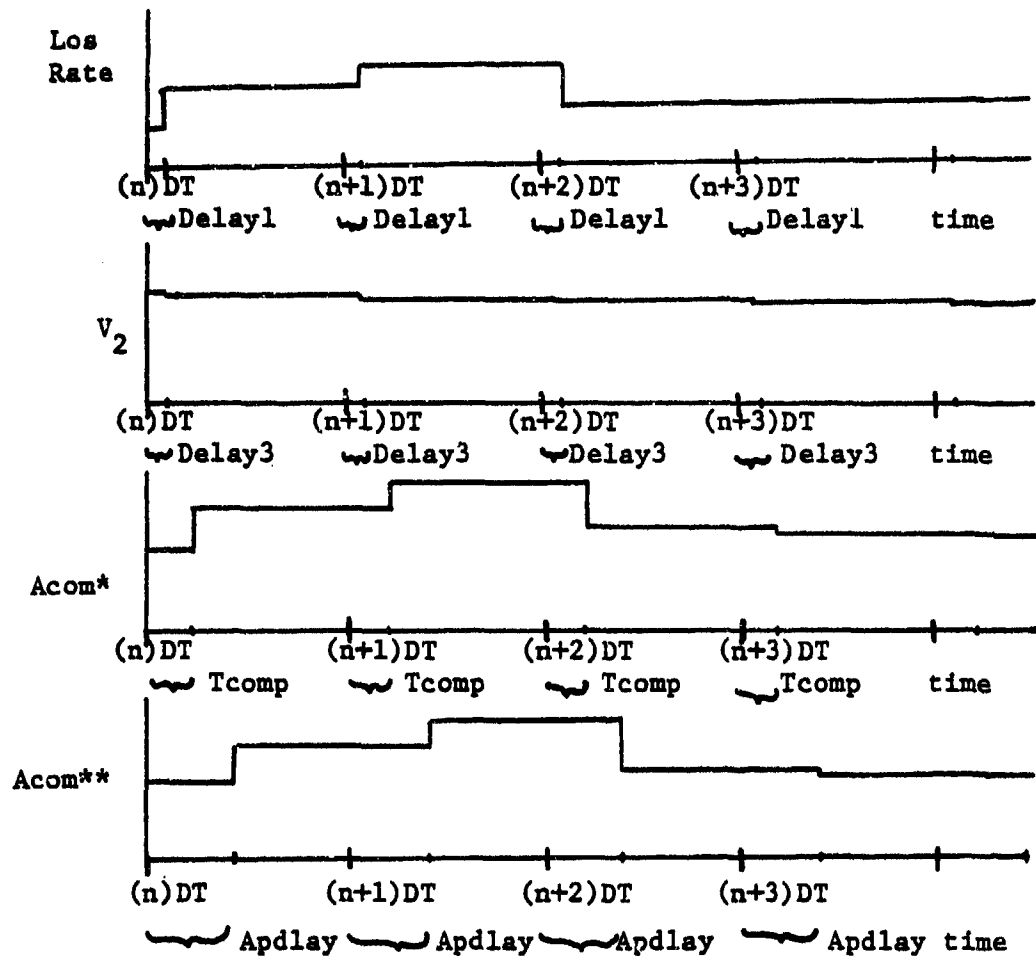 Los
Rate
(n)DT (n+1)DT (n+2)DT (n+3)DT
Delay1 Delay1 Delay1 Delay1 time
V2
(n)DT (n+1)DT (n+2)DT (n+3)DT
Delay3 Delay3 Delay3 Delay3 time
Acom*
(n)DT (n+1)DT (n+2)DT (n+3)DT
Tcomp Tcomp Tcomp Tcomp time
Acom**
(n)DT (n+1)DT (n+2)DT (n+3)DT
Apdlay Apdlay Apdlay Apdlay time